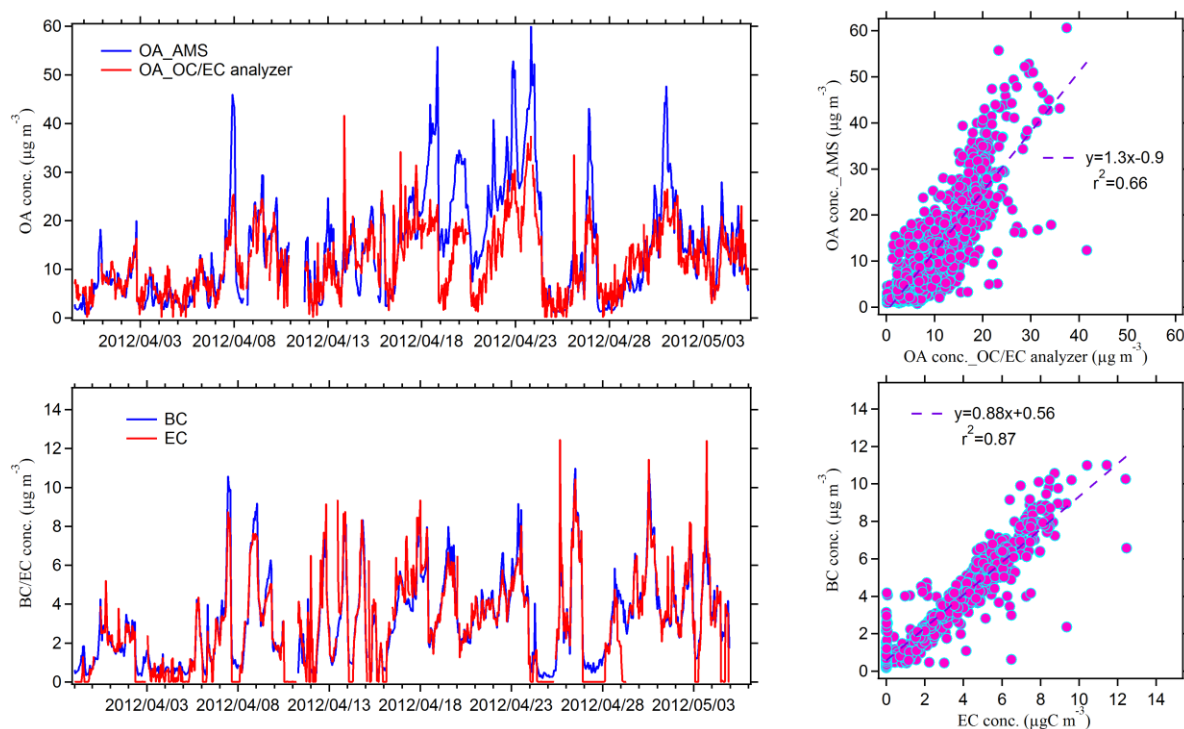 60
50
40
30
20
10
0
OA conc. (µg m⁻³)
OA_AMS
OA_OC/EC analyzer
2012/04/03 2012/04/08 2012/04/13 2012/04/18 2012/04/23 2012/04/28 2012/05/03
60
50
40
30
20
10
0
OA conc._AMS (µg m⁻³)
y=1.3x-0.9
r²=0.66
0 10 20 30 40 50 60
OA conc._OC/EC analyzer (µg m⁻³)
14
12
10
8
6
4
2
0
BC/EC conc. (µg m⁻³)
BC
EC
2012/04/03 2012/04/08 2012/04/13 2012/04/18 2012/04/23 2012/04/28 2012/05/03
14
12
10
8
6
4
2
0
BC conc. (µg m⁻³)
y=0.88x+0.56
r²=0.87
0 2 4 6 8 10 12 14
EC conc. (µgC m⁻³)